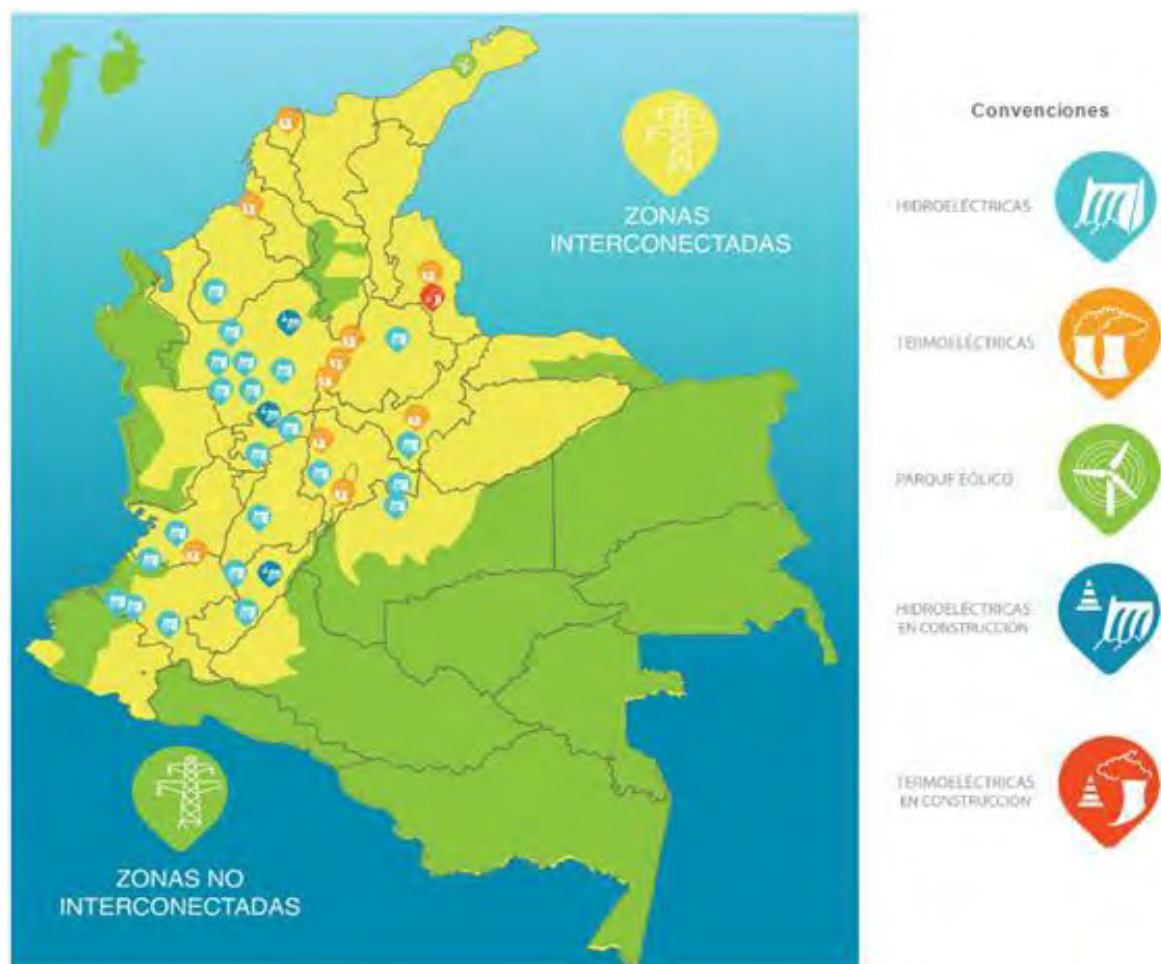 ZONAS
INTERCONECTADAS
ZONAS NO
INTERCONECTADAS
Convenciones
HIDROELÉCTRICAS
TERMOELÉCTRICAS
PARQUE EÓLICO
HIDROELÉCTRICAS
EN CONSTRUCCIÓN
TERMOELÉCTRICAS
EN CONSTRUCCIÓN